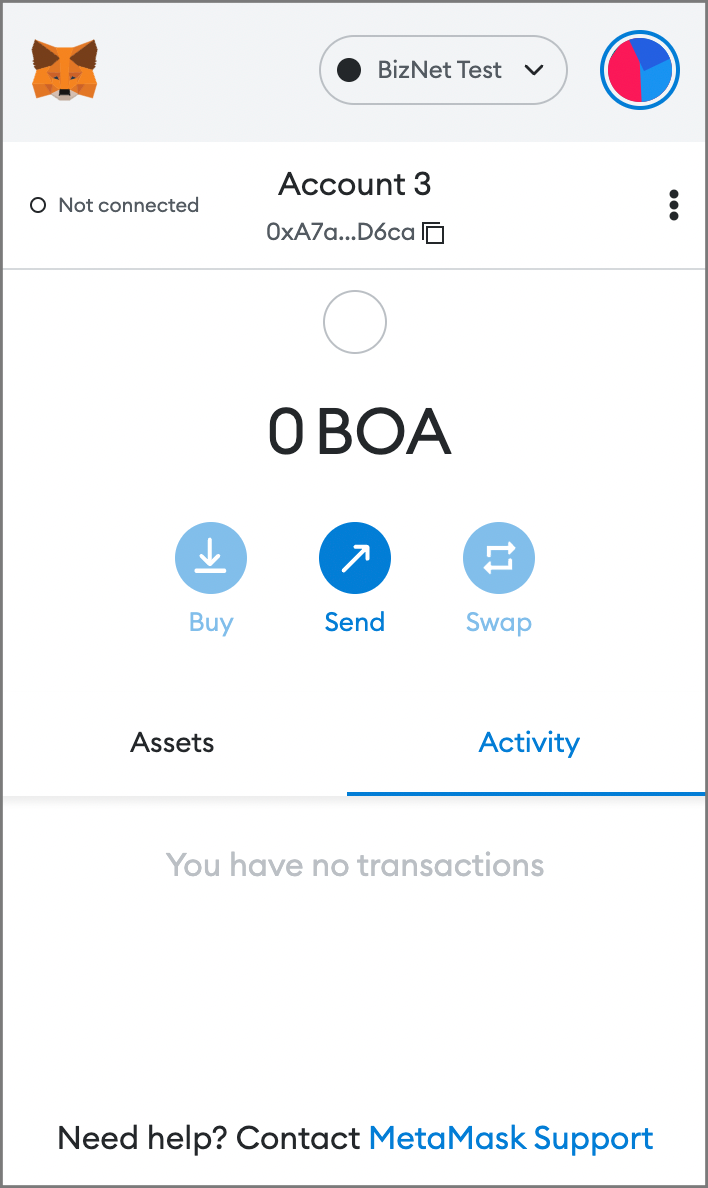 BizNet Test
Account 3
Not connected
0xA7a...D6ca
0 BOA
Buy Send Swap
Assets Activity
You have no transactions
Need help? Contact MetaMask Support